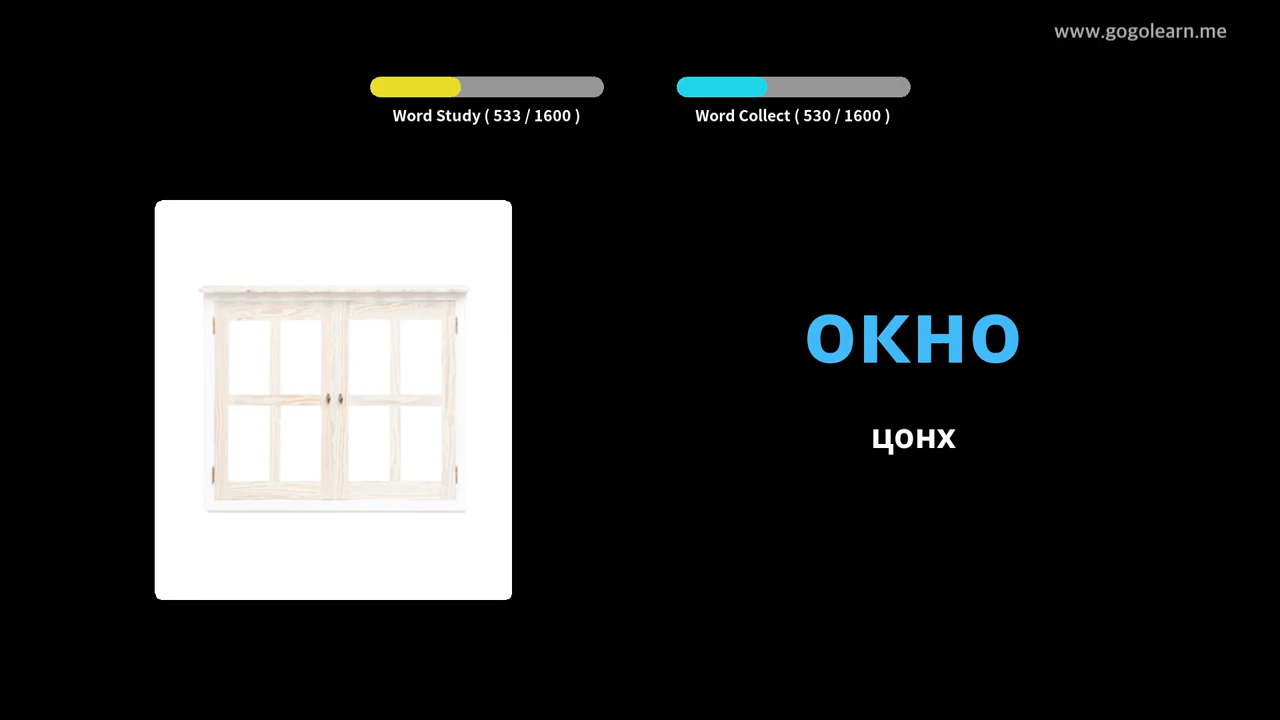 www.gogolearn.me
Word Study ( 533 / 1600 )
Word Collect ( 530 / 1600 )
окно
цонх